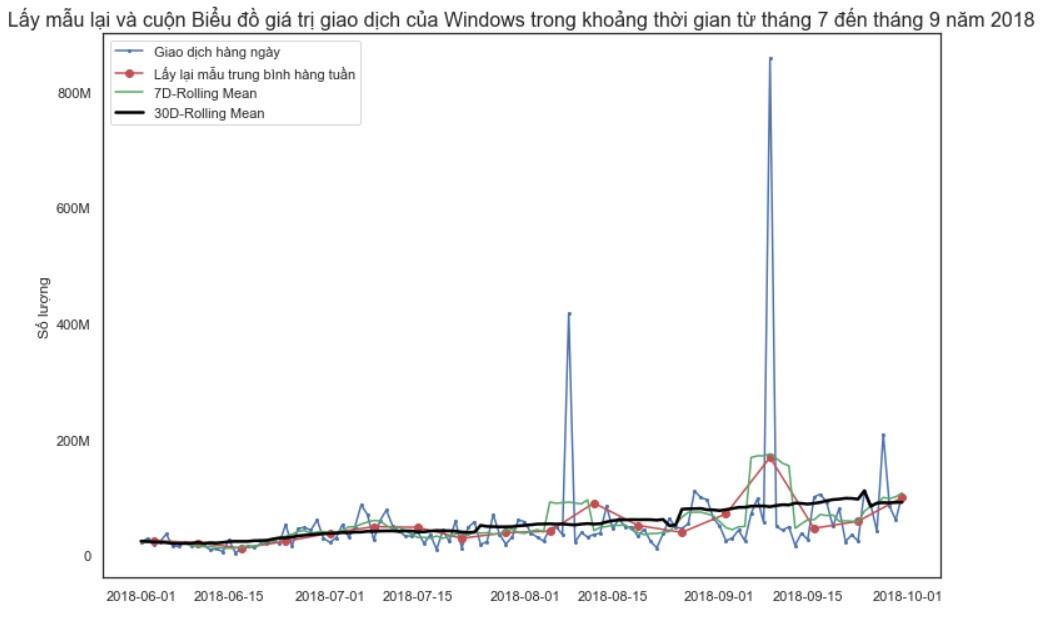 Lấy mẫu lại và cuộn Biểu đồ giá trị giao dịch của Windows trong khoảng thời gian từ tháng 7 đến tháng 9 năm 2018
Giao dịch hàng ngày
Lấy lại mẫu trung bình hàng tuần
7D-Rolling Mean
30D-Rolling Mean
800M
600M
Số lượng
400M
200M
0
2018-06-01 2018-06-15 2018-07-01 2018-07-15 2018-08-01 2018-08-15 2018-09-01 2018-09-15 2018-10-01